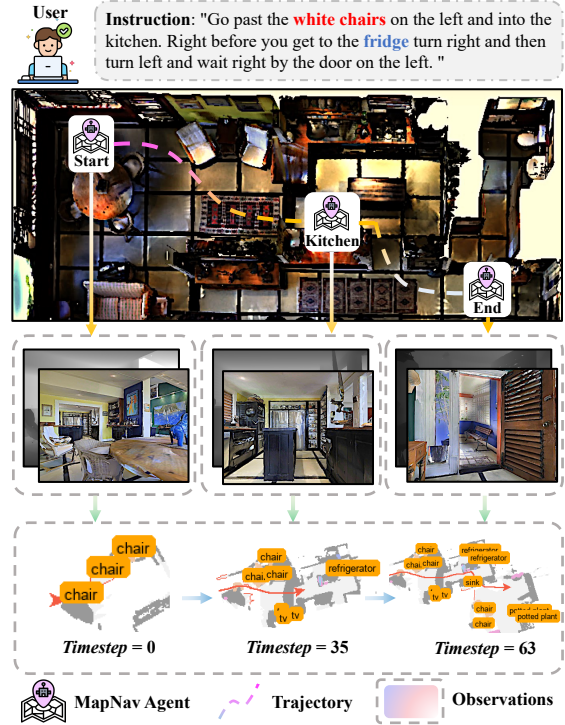 User
Instruction: "Go past the white chairs on the left and into the
kitchen. Right before you get to the fridge turn right and then
turn left and wait right by the door on the left. "
Start
Kitchen
End
chair
chair
chair
chair
chair
refrigerator
tv
tv
chair
chair
refrigerator
refrigerator
sink
tv
tv
chair
chair
potted plant
potted plant
Timestep = 0
Timestep = 35
Timestep = 63
MapNav Agent
Trajectory
Observations